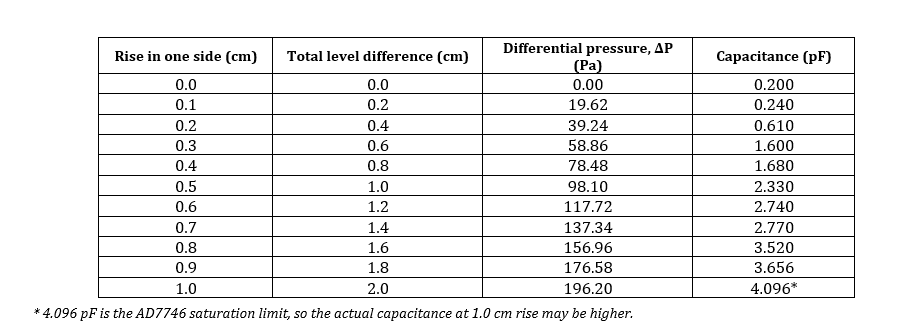 Rise in one side (cm) Total level difference (cm) Differential pressure, ΔP (Pa) Capacitance (pF)
0.0 0.0 0.00 0.200
0.1 0.2 19.62 0.240
0.2 0.4 39.24 0.610
0.3 0.6 58.86 1.600
0.4 0.8 78.48 1.680
0.5 1.0 98.10 2.330
0.6 1.2 117.72 2.740
0.7 1.4 137.34 2.770
0.8 1.6 156.96 3.520
0.9 1.8 176.58 3.656
1.0 2.0 196.20 4.096*
* 4.096 pF is the AD7746 saturation limit, so the actual capacitance at 1.0 cm rise may be higher.